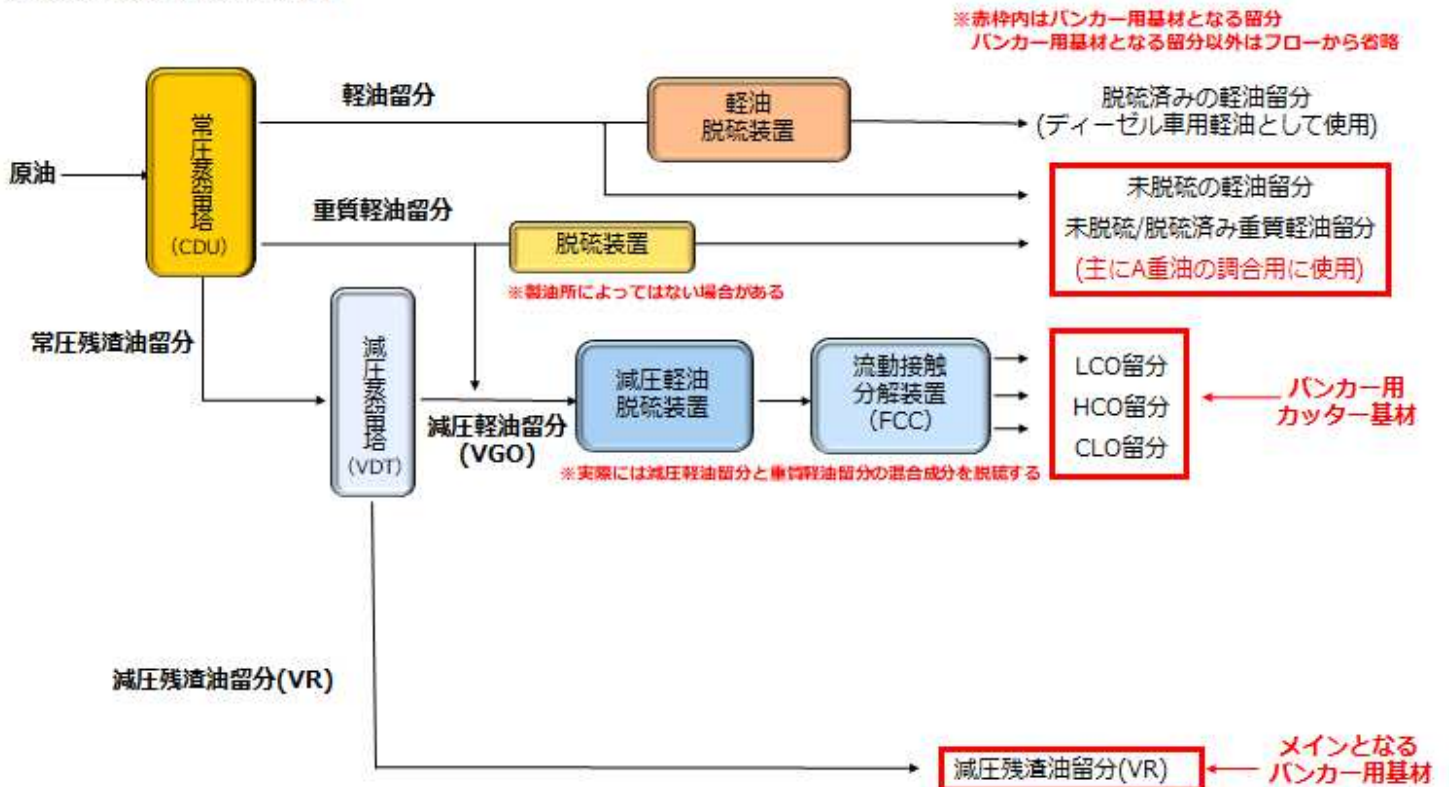 ※赤枠内はバンカー用基材となる留分
バンカー用基材となる留分以外はフローから省略
原油
常圧蒸留塔
(CDU)
軽油留分
軽油
脱硫装置
脱硫済みの軽油留分
(ディーゼル車用軽油として使用)
未脱硫の軽油留分
重質軽油留分
脱硫装置
※製油所によってはない場合がある
未脱硫/脱硫済み重質軽油留分
(主にA重油の調合用に使用)
常圧残渣油留分
減圧蒸留塔
(VDT)
減圧軽油留分
(VGO)
減圧軽油
脱硫装置
流動接触
分解装置
(FCC)
※実際には減圧軽油留分と重質軽油留分の混合成分を脱硫する
LCO留分
HCO留分
CLO留分
バンカー用
カッター基材
減圧残渣油留分(VR)
減圧残渣油留分(VR)
メインとなる
バンカー用基材